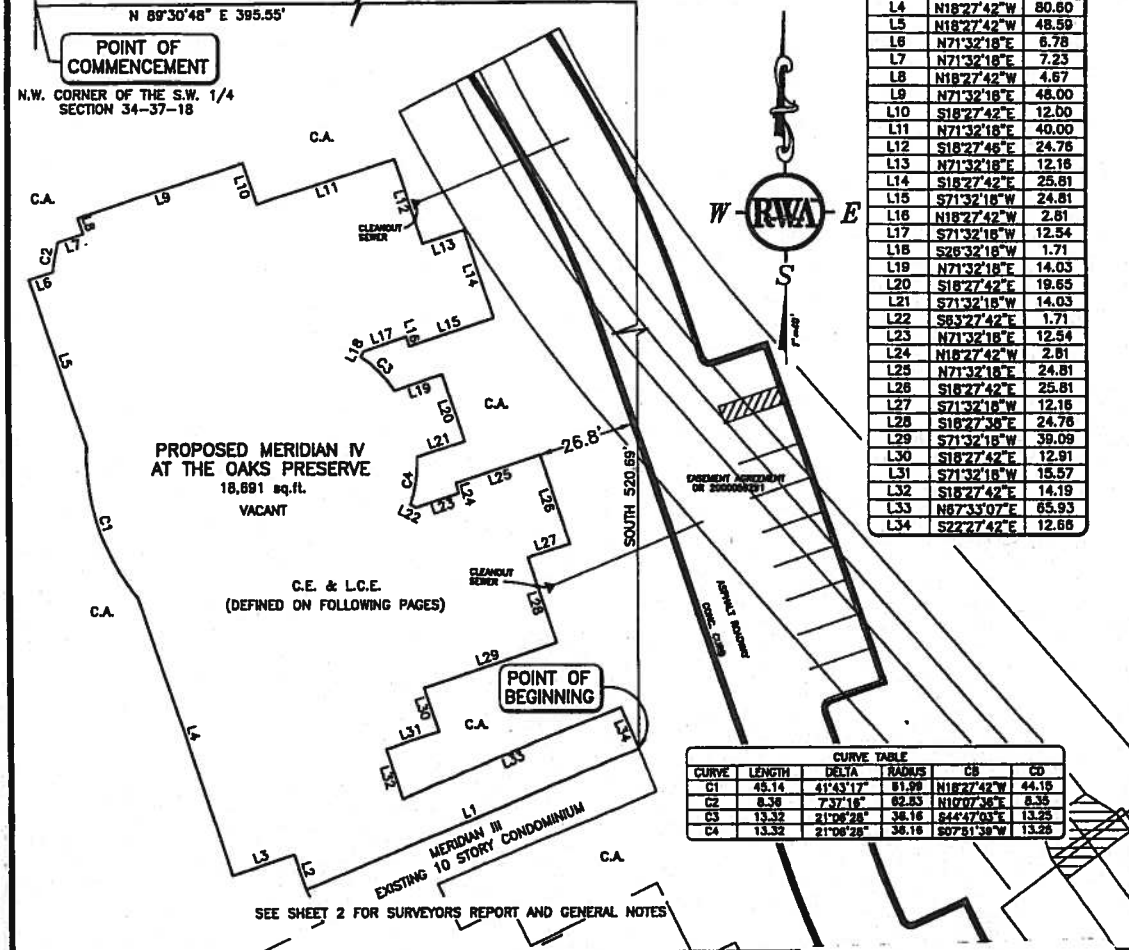 N 89°30'48" E 395.55'
POINT OF
COMMENCEMENT
N.W. CORNER OF THE S.W. 1/4
SECTION 34-37-18
C.A.
C.A.
L9
L10
L11
L12
CLEANOUT
SEWER
L13
L14
L8
L7
C2
L6
L5
L15
L16
L17
L18
C3
L19
L20
C.A.
L21
C4
L22
L23
L24
L25
26.8'
L26
L27
L28
CLEANOUT
SEWER
PROPOSED MERIDIAN IV
AT THE OAKS PRESERVE
18,691 sq.ft.
VACANT
C1
C.E. & L.C.E.
(DEFINED ON FOLLOWING PAGES)
C.A.
L4
L29
POINT OF
BEGINNING
L30
C.A.
L31
L32
L33
L34
L1
L3
L2
MERIDIAN III
EXISTING 10 STORY CONDOMINIUM
C.A.
SOUTH 520.69'
EASEMENT AGREEMENT
ASPHALT ROADWAY
CONC. CURB
W RWA E
S
SEE SHEET 2 FOR SURVEYORS REPORT AND GENERAL NOTES
L4 N18°27'42"W 80.60
L5 N18°27'42"W 48.59
L6 N71°32'18"E 6.78
L7 N71°32'18"E 7.23
L8 N18°27'42"W 4.67
L9 N71°32'18"E 48.00
L10 S18°27'42"E 12.00
L11 N71°32'18"E 40.00
L12 S18°27'46"E 24.76
L13 N71°32'18"E 12.16
L14 S18°27'42"E 25.81
L15 S71°32'18"W 24.81
L16 N18°27'42"W 2.81
L17 S71°32'18"W 12.54
L18 S26°32'18"W 1.71
L19 N71°32'18"E 14.03
L20 S18°27'42"E 19.65
L21 S71°32'18"W 14.03
L22 S63°27'42"E 1.71
L23 N71°32'18"E 12.54
L24 N18°27'42"W 2.81
L25 N71°32'18"E 24.81
L26 S18°27'42"E 25.81
L27 S71°32'18"W 12.16
L28 S18°27'38"E 24.76
L29 S71°32'18"W 39.09
L30 S18°27'42"E 12.91
L31 S71°32'18"W 15.57
L32 S18°27'42"E 14.19
L33 N67°33'07"E 65.93
L34 S22°27'42"E 12.66
CURVE TABLE
CURVE LENGTH DELTA RADIUS CB CD
C1 45.14 41°43'17" 61.99 N18°27'42"W 44.15
C2 8.36 7°37'16" 62.83 N10°07'36"E 8.35
C3 13.32 21°06'28" 36.16 S44°47'03"E 13.25
C4 13.32 21°06'28" 36.16 S07°51'39"W 13.25